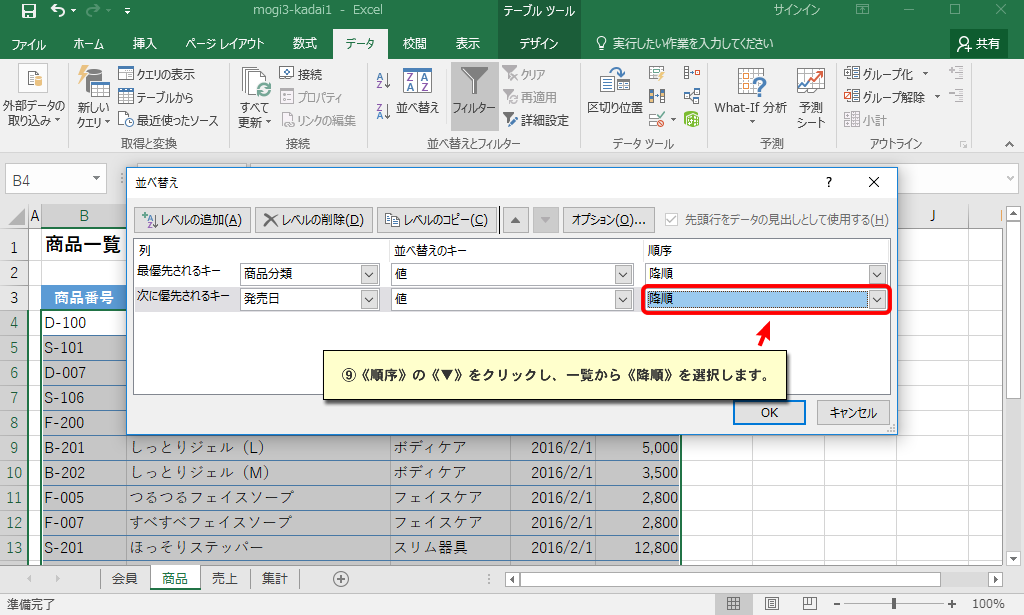 mogi3-kadai1 - Excel
テーブル ツール
サインイン
ファイル ホーム 挿入 ページ レイアウト 数式 データ 校閲 表示 デザイン 実行したい作業を入力してください 共有
外部データの
取り込み
新しい
クエリ
クエリの表示
テーブルから
最近使ったソース
取得と変換
すべて
更新
接続
プロパティ
リンクの編集
接続
並べ替え
フィルター
クリア
再適用
詳細設定
並べ替えとフィルター
区切り位置
データ ツール
What-If 分析
予測
シート
予測
グループ化
グループ解除
小計
アウトライン
B4
並べ替え ?
レベルの追加(A) レベルの削除(D) レベルのコピー(C) オプション(O)... 先頭行をデータの見出しとして使用する(H)
列 並べ替えのキー 順序
最優先されるキー 商品分類 値 降順
次に優先されるキー 発売日 値 降順
⑨《順序》の《▼》をクリックし、一覧から《降順》を選択します。
OK キャンセル
A B J
1 商品一覧
2
3 商品番号
4 D-100
5 S-101
6 D-007
7 S-106
8 F-200
9 B-201 しっとりジェル（L） ボディケア 2016/2/1 5,000
10 B-202 しっとりジェル（M） ボディケア 2016/2/1 3,500
11 F-005 つるつるフェイスソープ フェイスケア 2016/2/1 2,800
12 F-007 すべすべフェイスソープ フェイスケア 2016/2/1 2,800
13 S-201 ほっそりステッパー スリム器具 2016/2/1 12,800
会員 商品 売上 集計
準備完了 100%